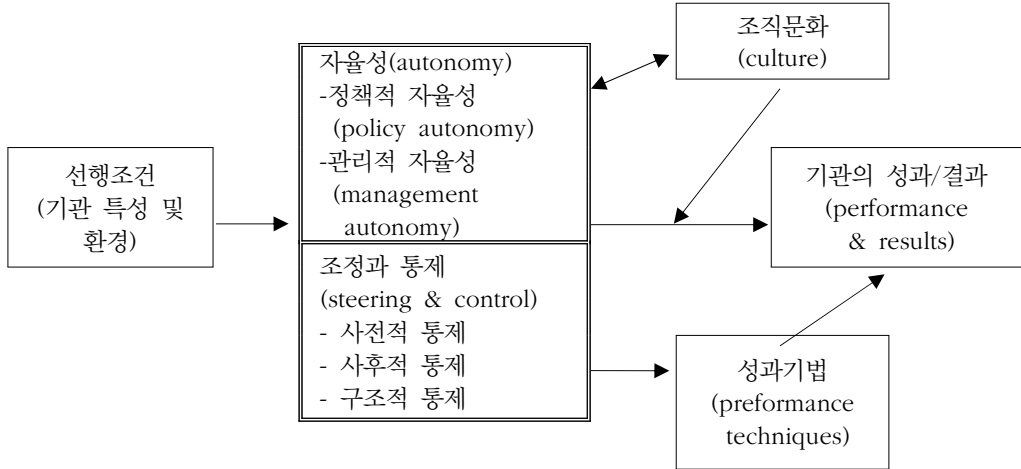 선행조건
(기관 특성 및
환경)
자율성(autonomy)
-정책적 자율성
(policy autonomy)
-관리적 자율성
(management
autonomy)
조정과 통제
(steering & control)
- 사전적 통제
- 사후적 통제
- 구조적 통제
조직문화
(culture)
기관의 성과/결과
(performance
& results)
성과기법
(preformance
techniques)